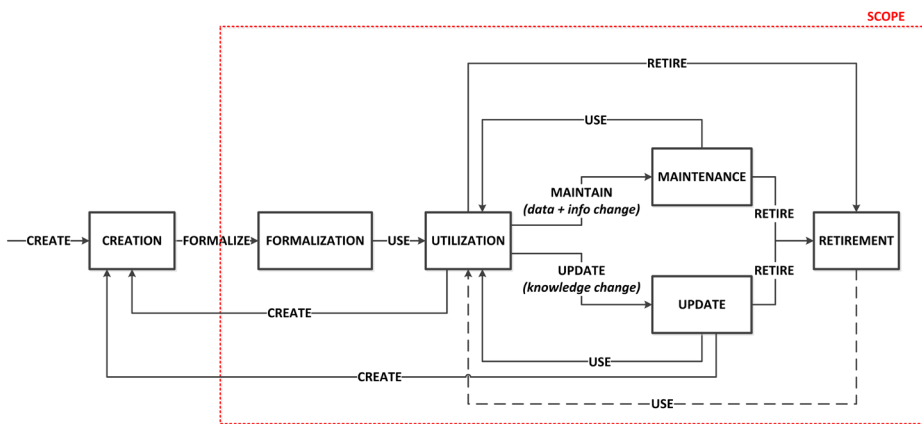 SCOPE
RETIRE
USE
MAINTENANCE
MAINTAIN
(data + info change)
RETIRE
CREATE
CREATION
FORMALIZE
FORMALIZATION
USE
UTILIZATION
RETIREMENT
UPDATE
(knowledge change)
RETIRE
UPDATE
CREATE
USE
CREATE
USE